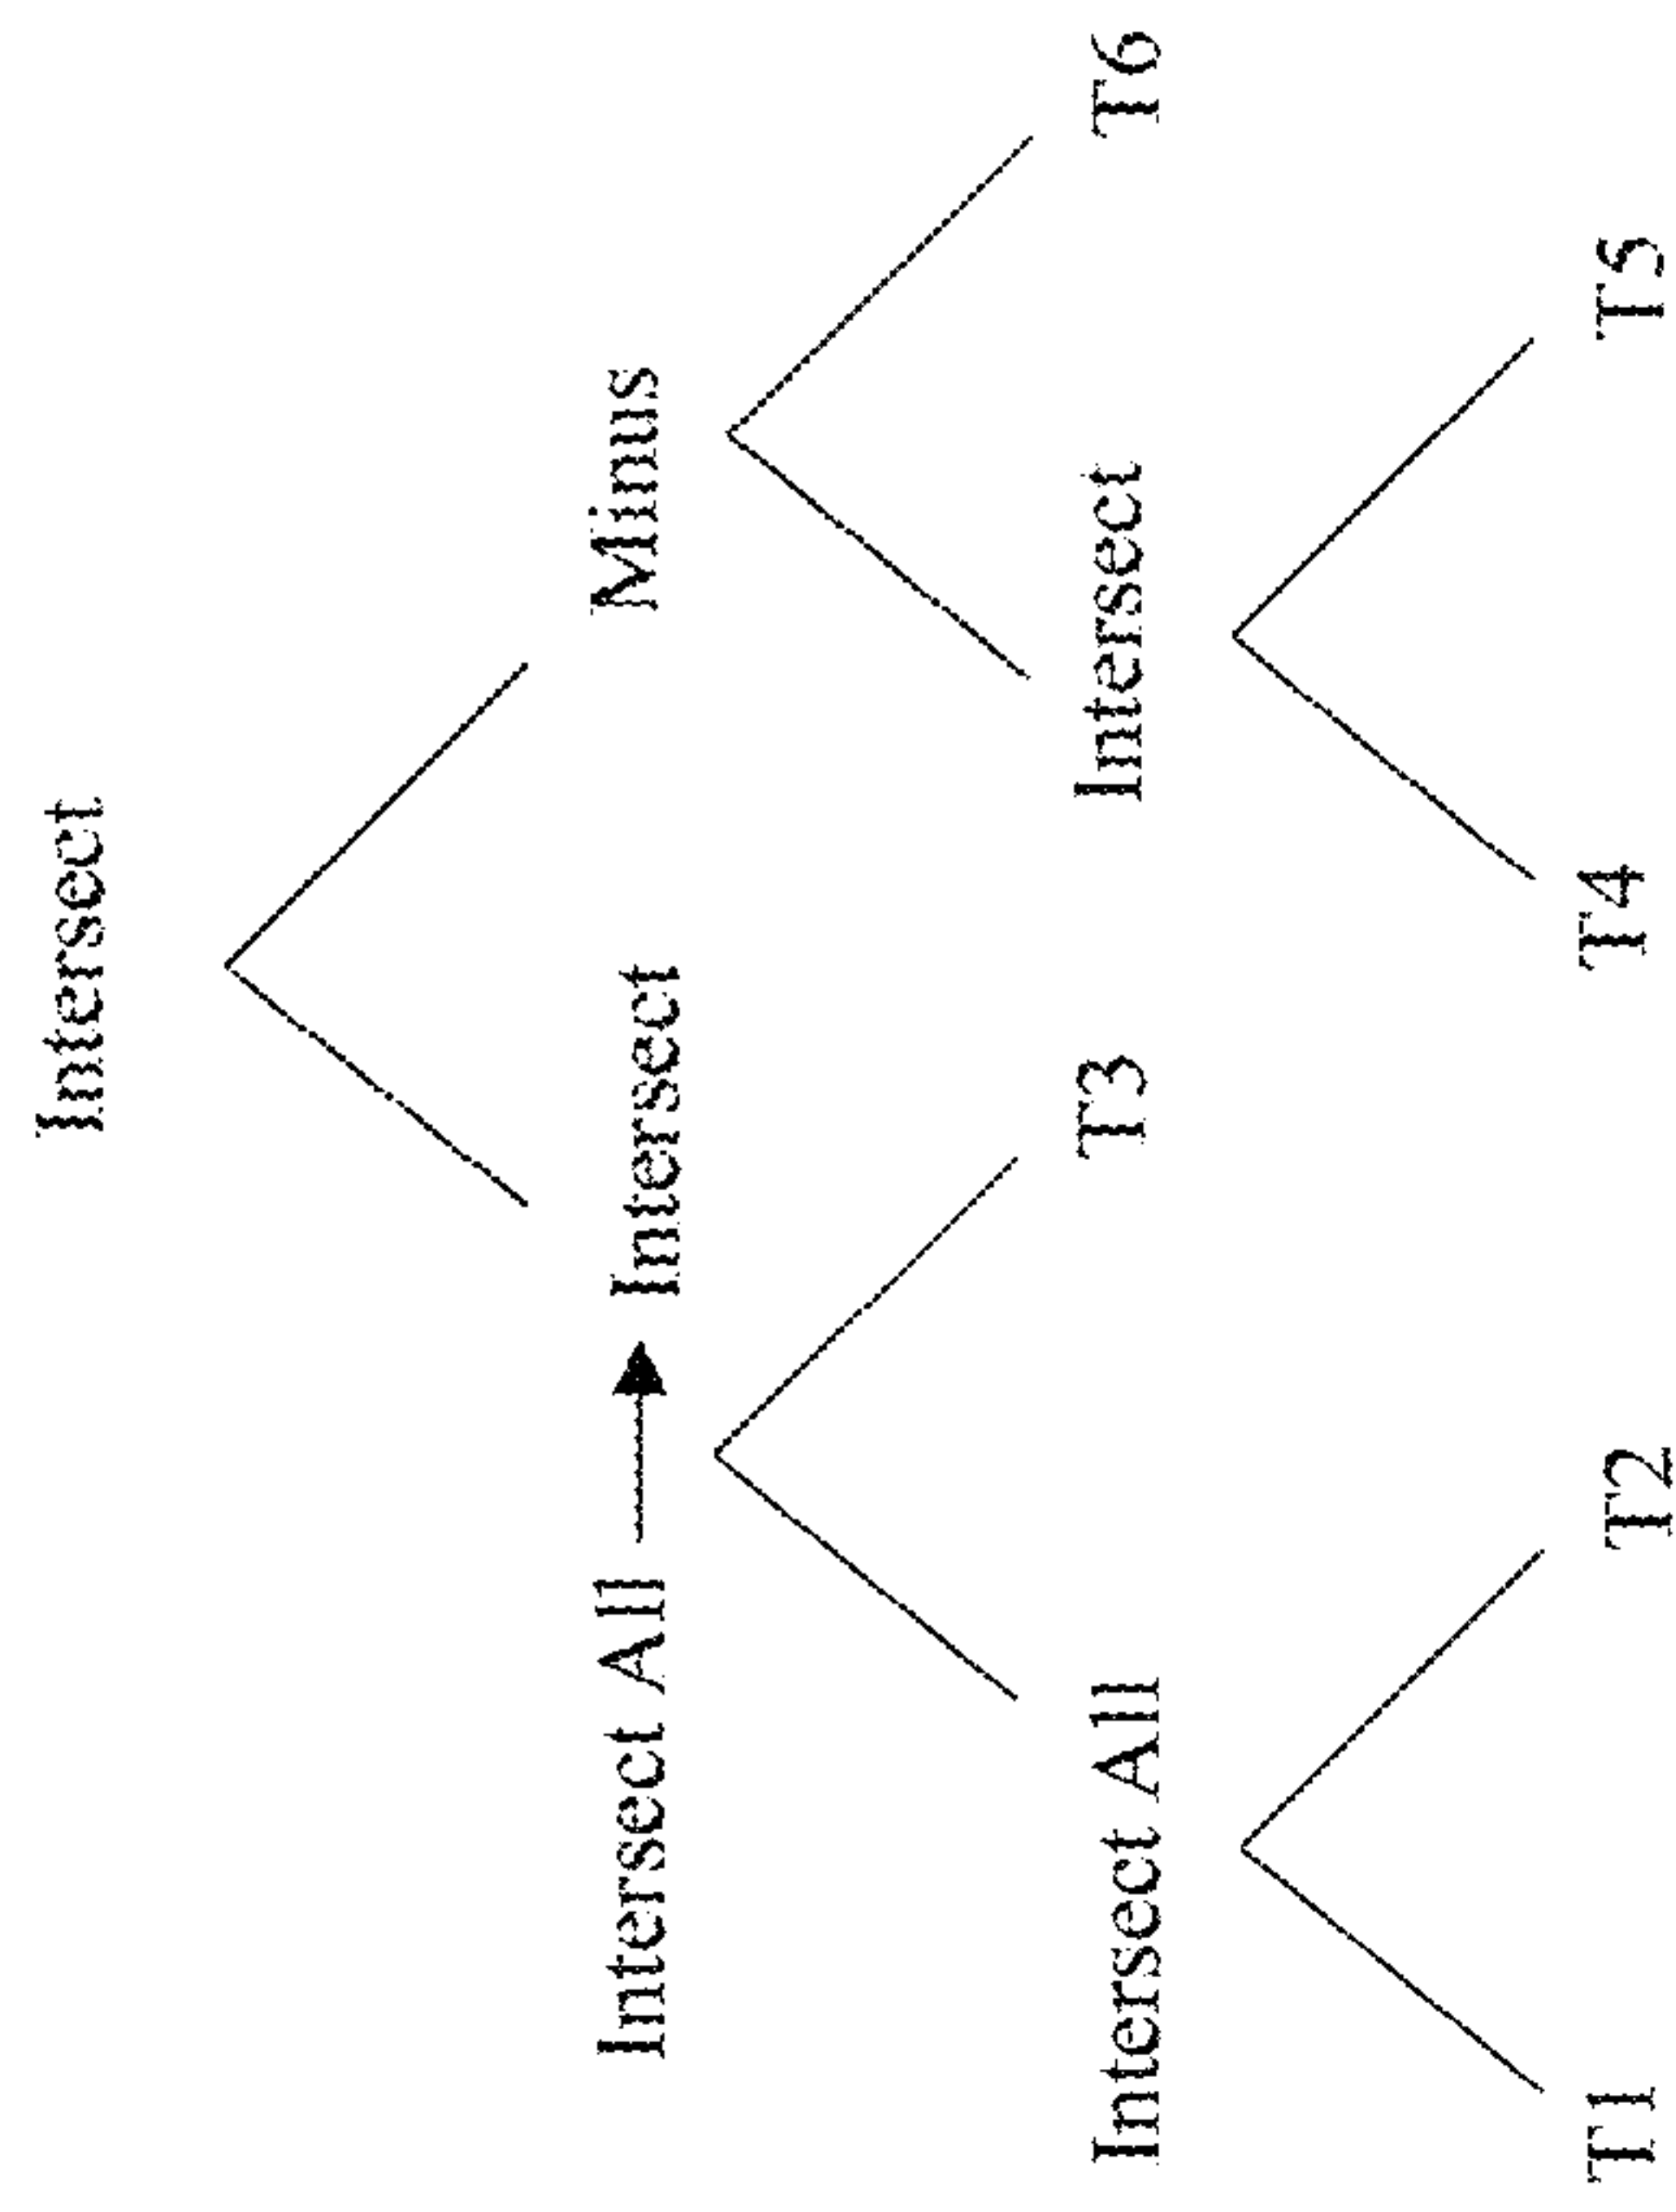 Intersect
Intersect All → Intersect
Minus
Intersect All
T3
Intersect
T6
T1
T2
T4
T5